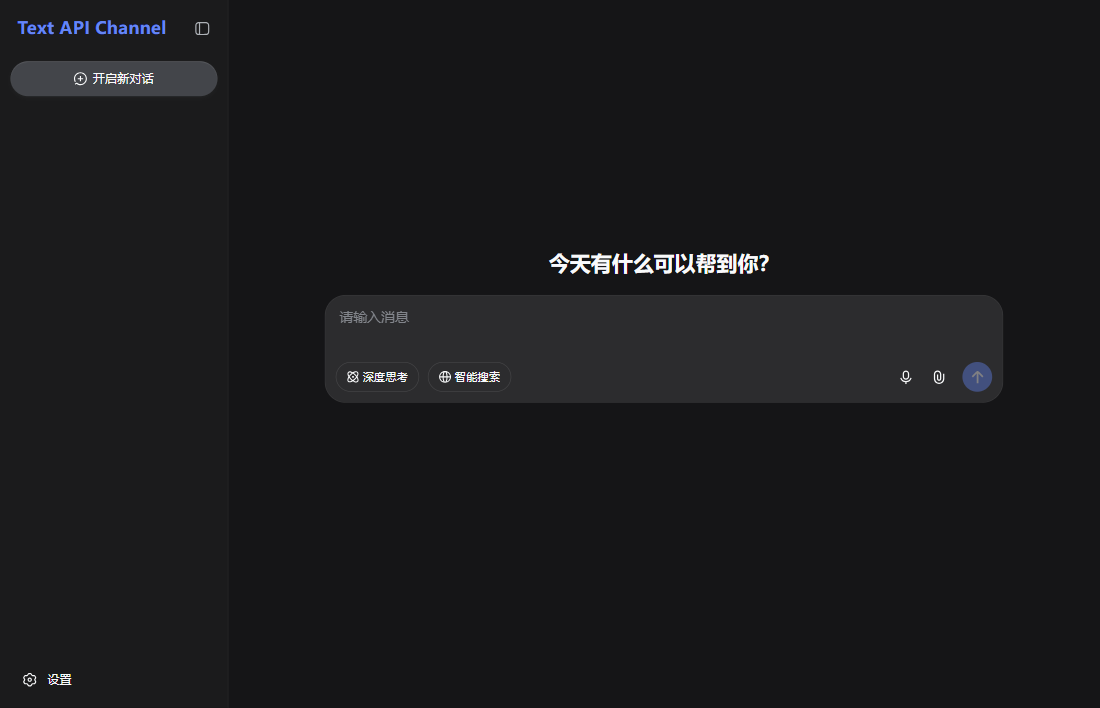 Text API Channel
开启新对话
今天有什么可以帮到你?
请输入消息
深度思考
智能搜索
设置